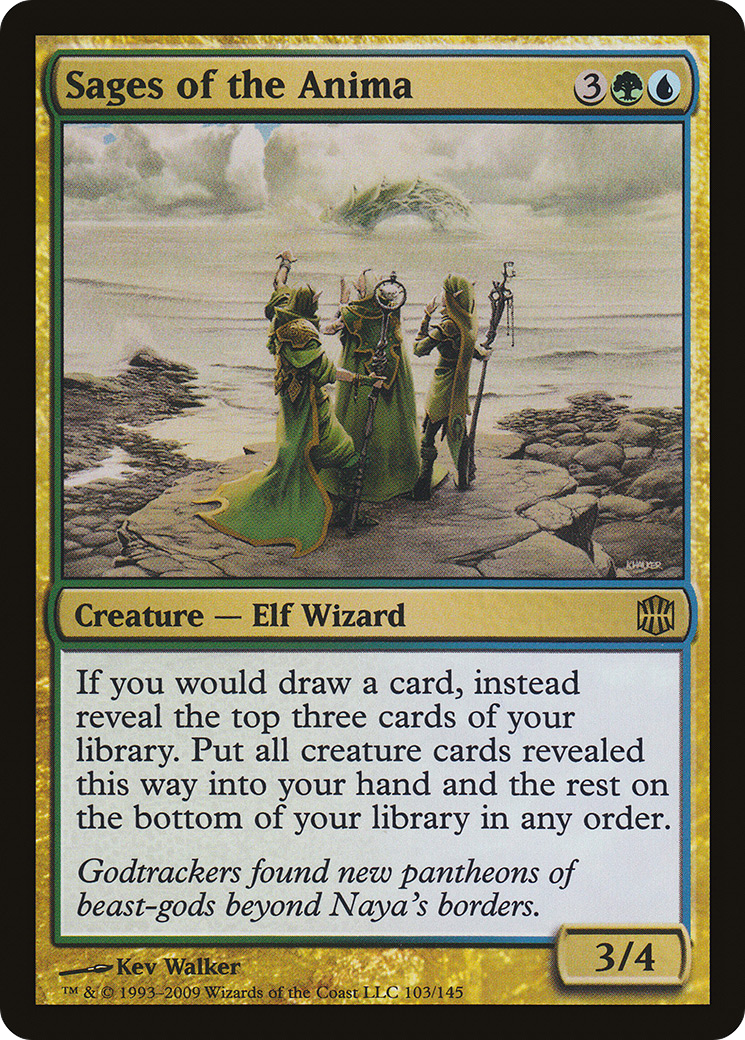 Sages of the Anima
3
KWALKER
Creature — Elf Wizard
If you would draw a card, instead
reveal the top three cards of your
library. Put all creature cards revealed
this way into your hand and the rest on
the bottom of your library in any order.
Godtrackers found new pantheons of
beast-gods beyond Naya's borders.
3/4
Kev Walker
™ & © 1993–2009 Wizards of the Coast LLC 103/145